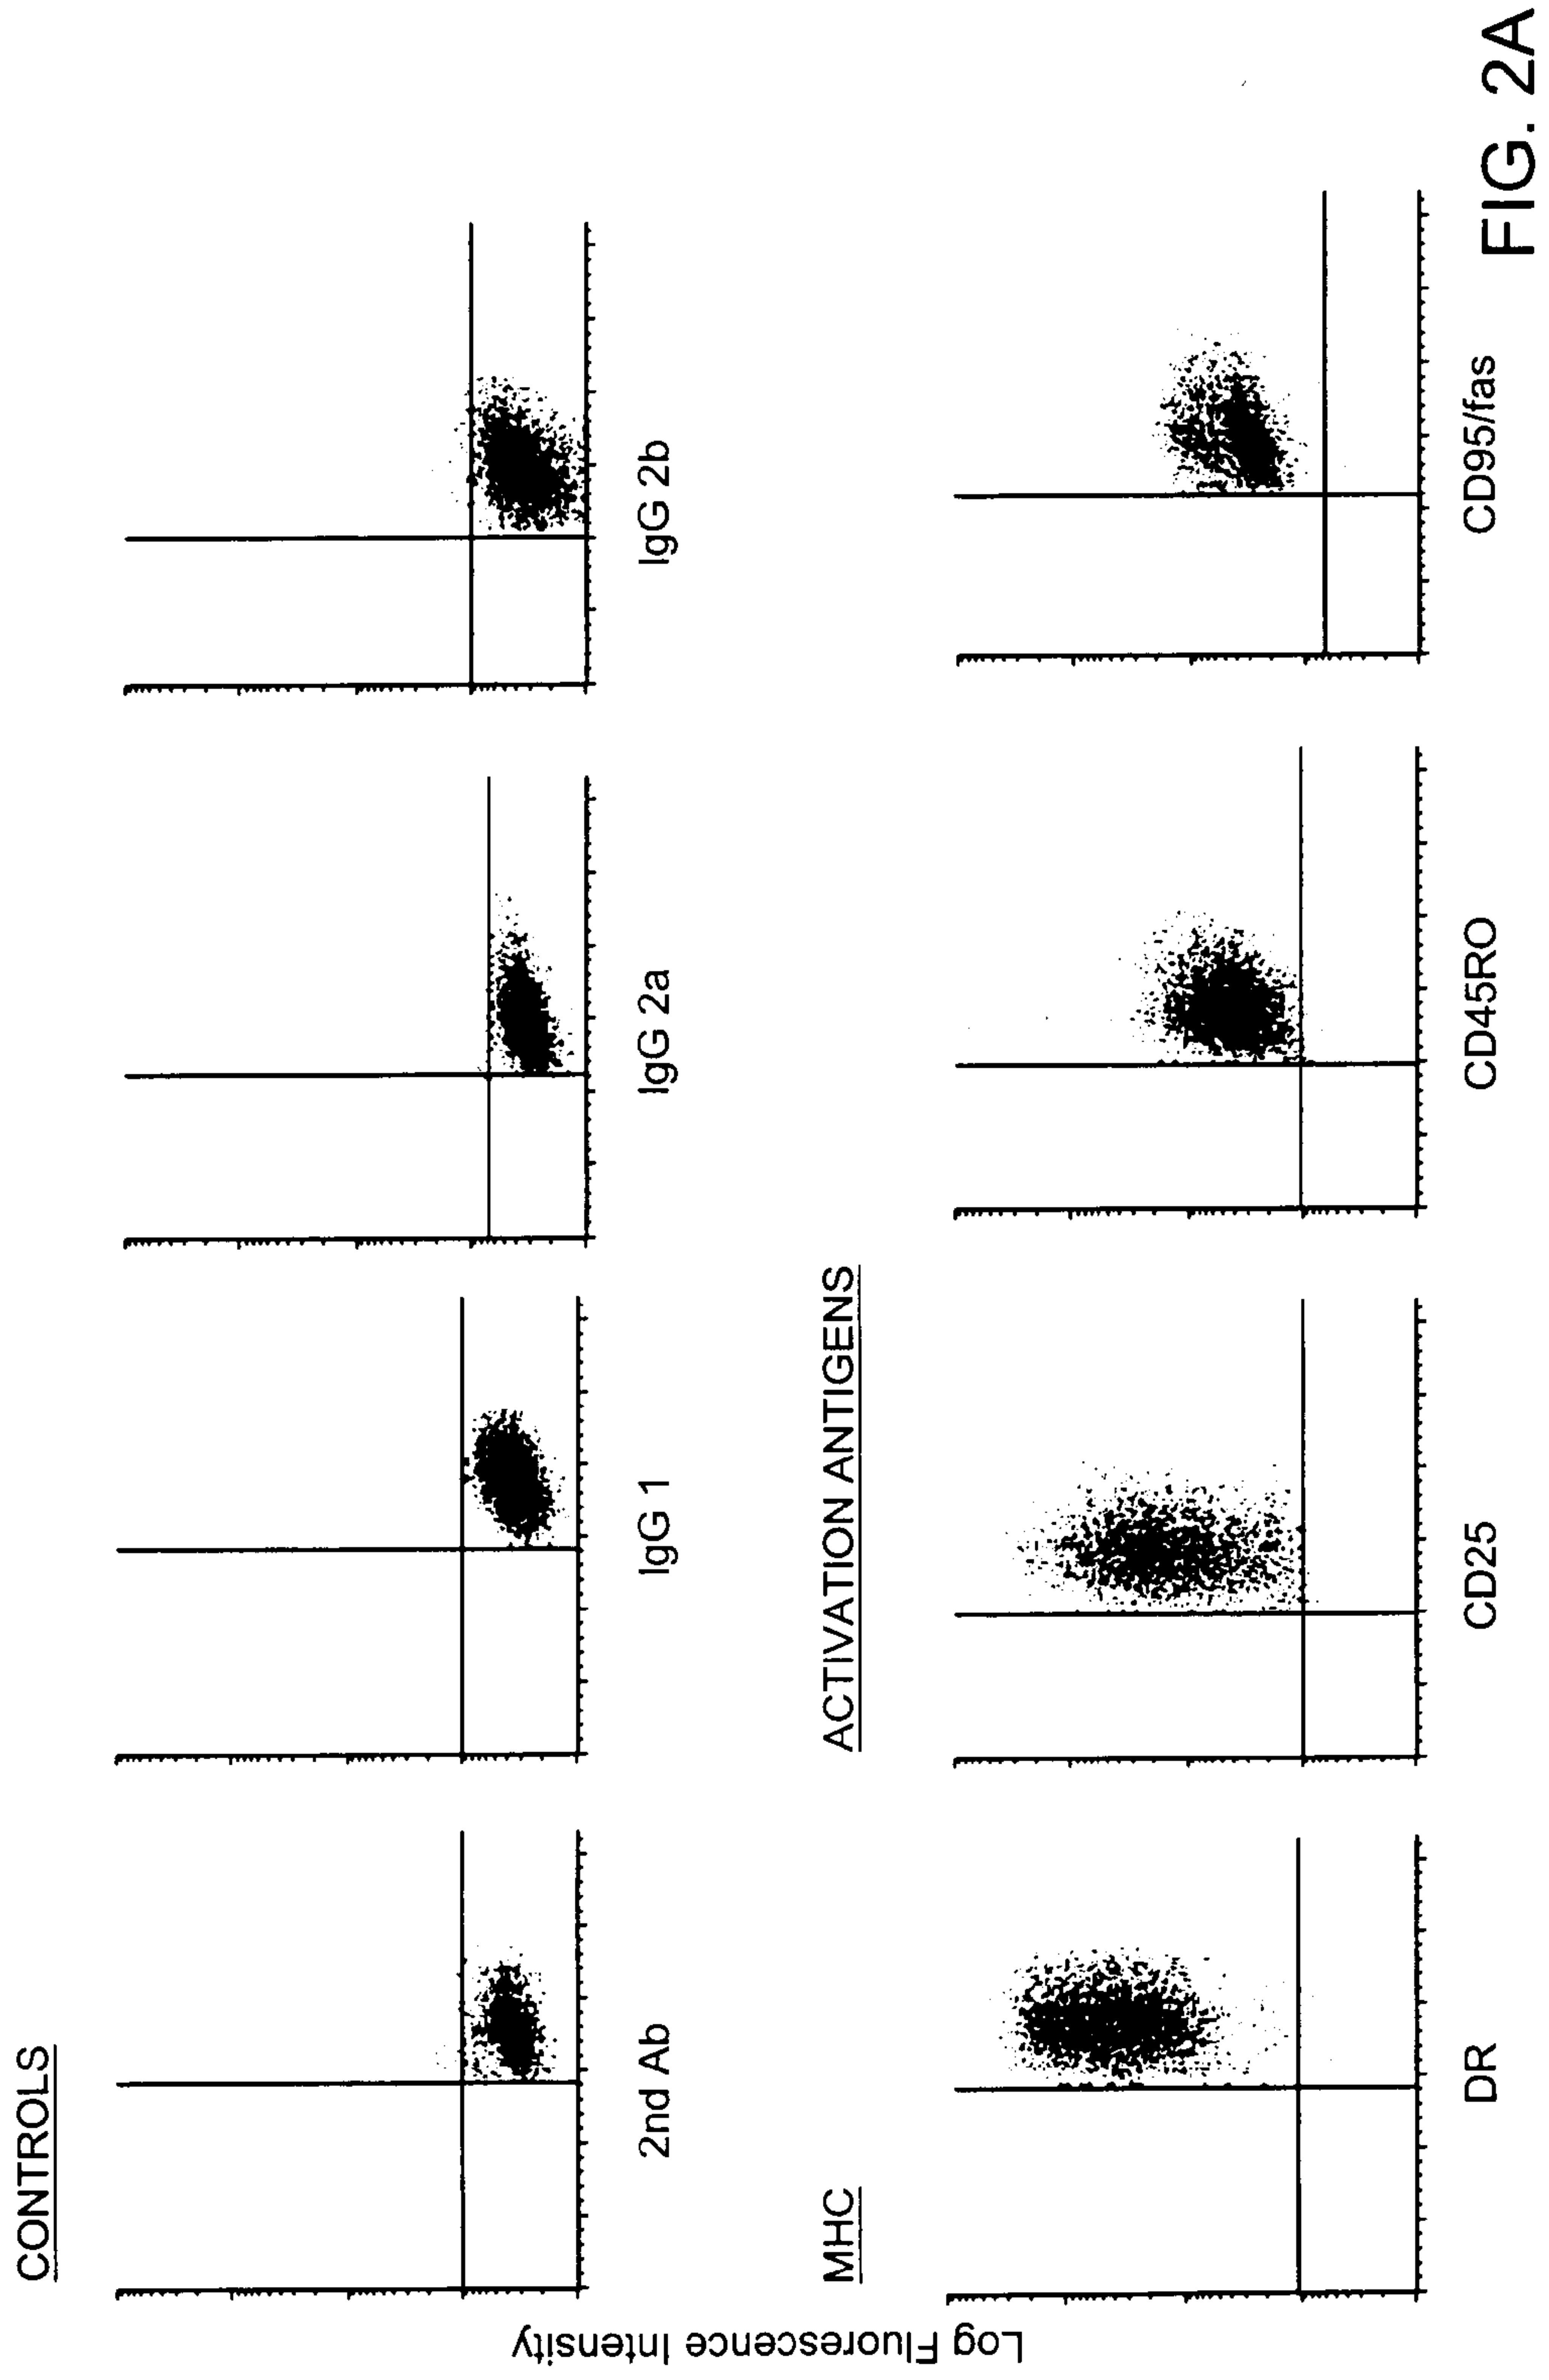 CONTROLS
2nd Ab
IgG 1
IgG 2a
IgG 2b
Log Fluorescence Intensity
MHC
ACTIVATION ANTIGENS
DR
CD25
CD45RO
CD95/fas
FIG. 2A